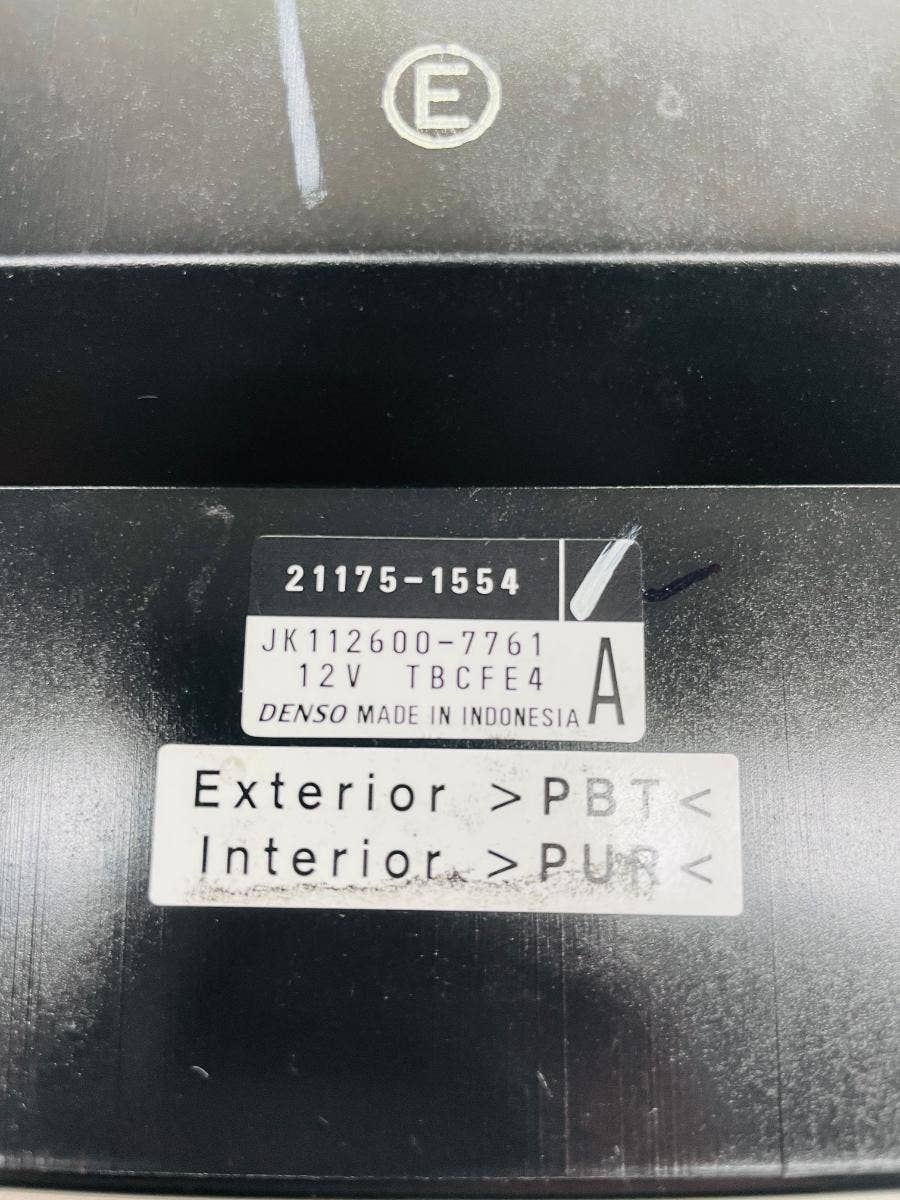 E
21175-1554
JK112600-7761
12V TBCFE4
A
DENSO MADE IN INDONESIA
Exterior >PBT<
Interior >PUR<